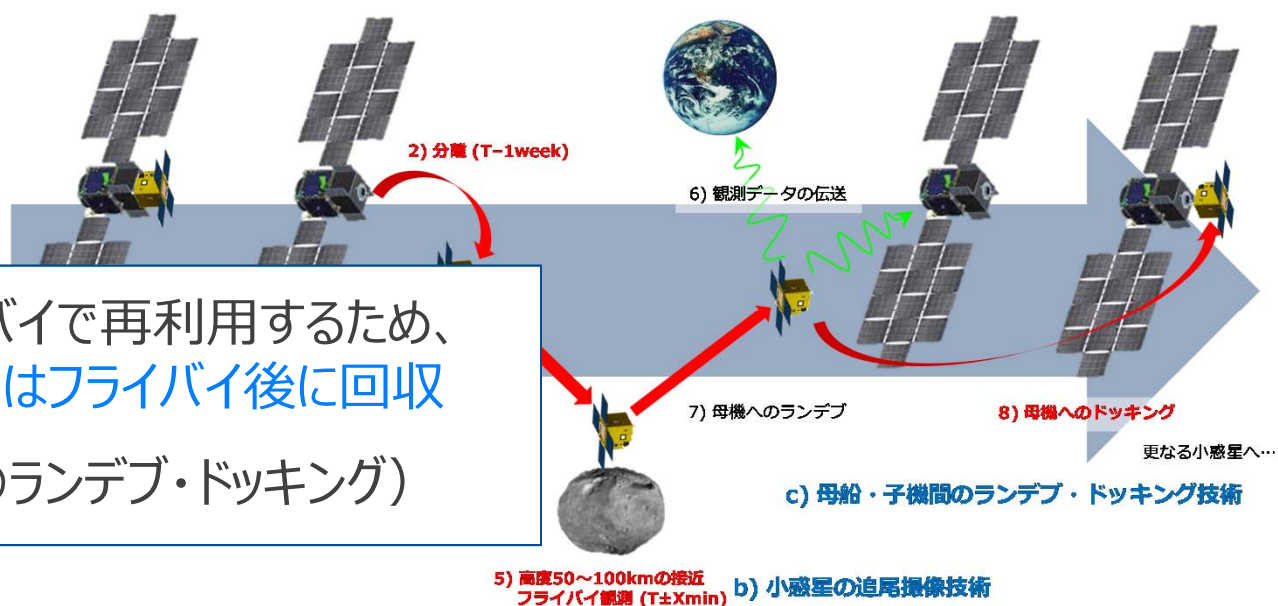 2) 分離 (T−1week)
6) 観測データの伝送
バイで再利用するため、
はフライバイ後に回収
のランデブ・ドッキング）
7) 母機へのランデブ
8) 母機へのドッキング
更なる小惑星へ…
c) 母船・子機間のランデブ・ドッキング技術
5) 高度50～100kmの接近
フライバイ観測 (T±Xmin)
b) 小惑星の追尾撮像技術